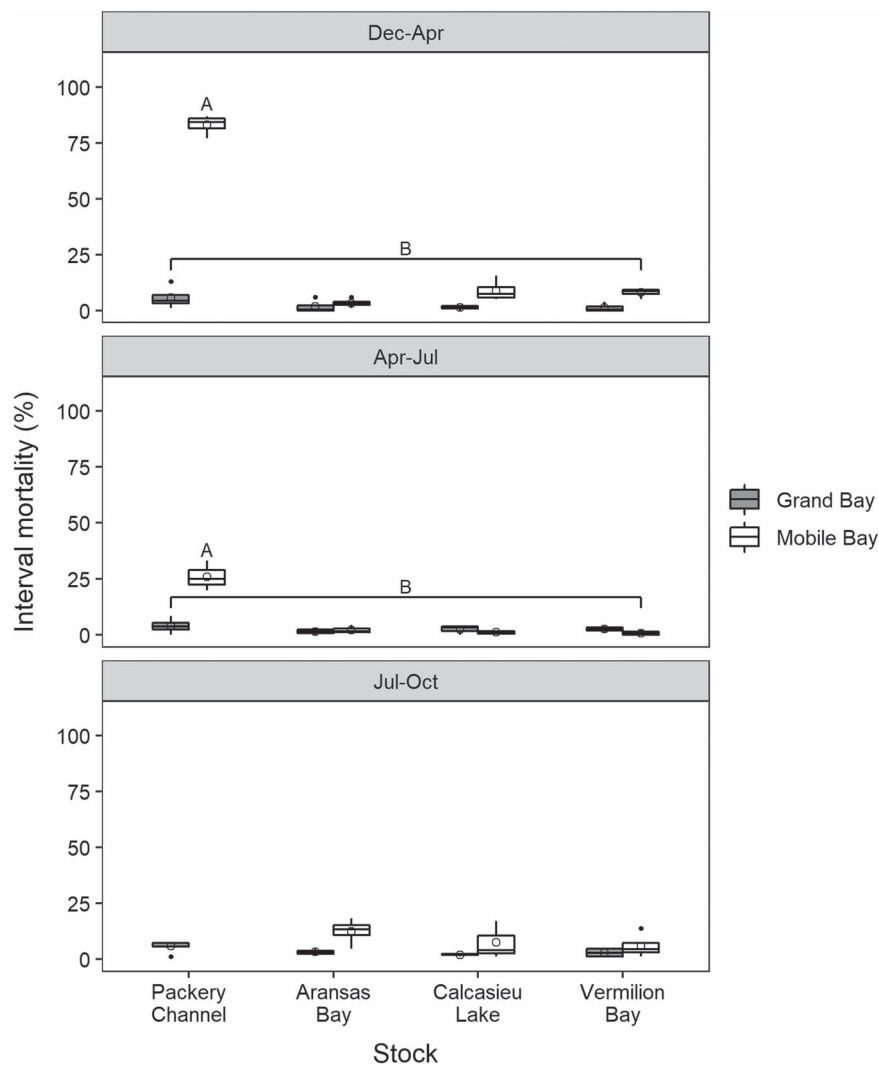 Dec-Apr
100
75
50
25
0
A
B
Apr-Jul
100
75
50
25
0
A
B
Jul-Oct
100
75
50
25
0
Interval mortality (%)
Grand Bay
Mobile Bay
Packery
Channel
Aransas
Bay
Calcasieu
Lake
Vermilion
Bay
Stock